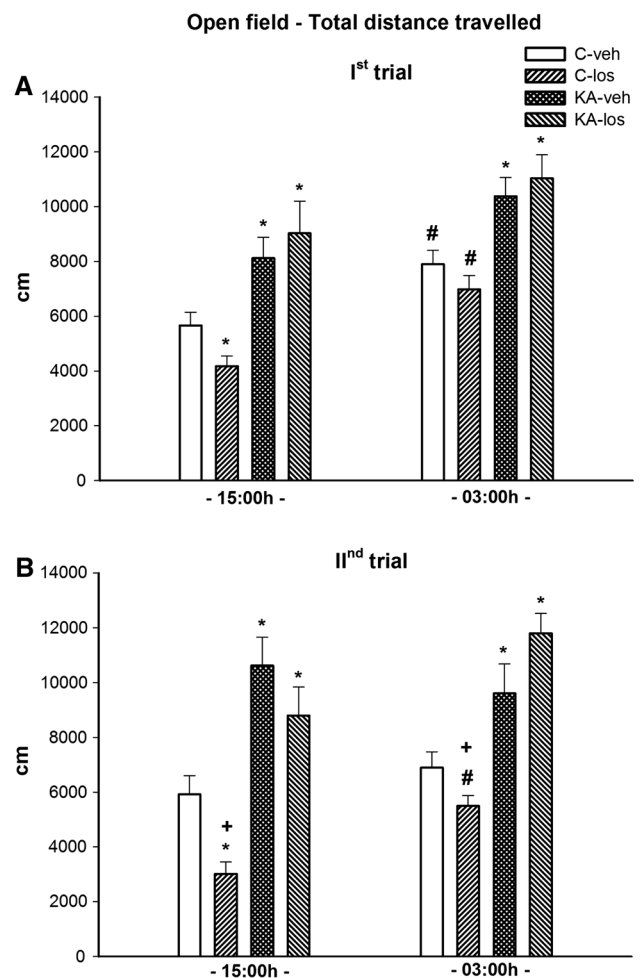 Open field - Total distance travelled
C-veh
C-los
KA-veh
KA-los
Ist trial
A
14000
12000
10000
8000
6000
4000
2000
0
cm
* * * * * # #
- 15:00h -
- 03:00h -
IInd trial
B
14000
12000
10000
8000
6000
4000
2000
0
cm
+ * * * + # * *
- 15:00h -
- 03:00h -